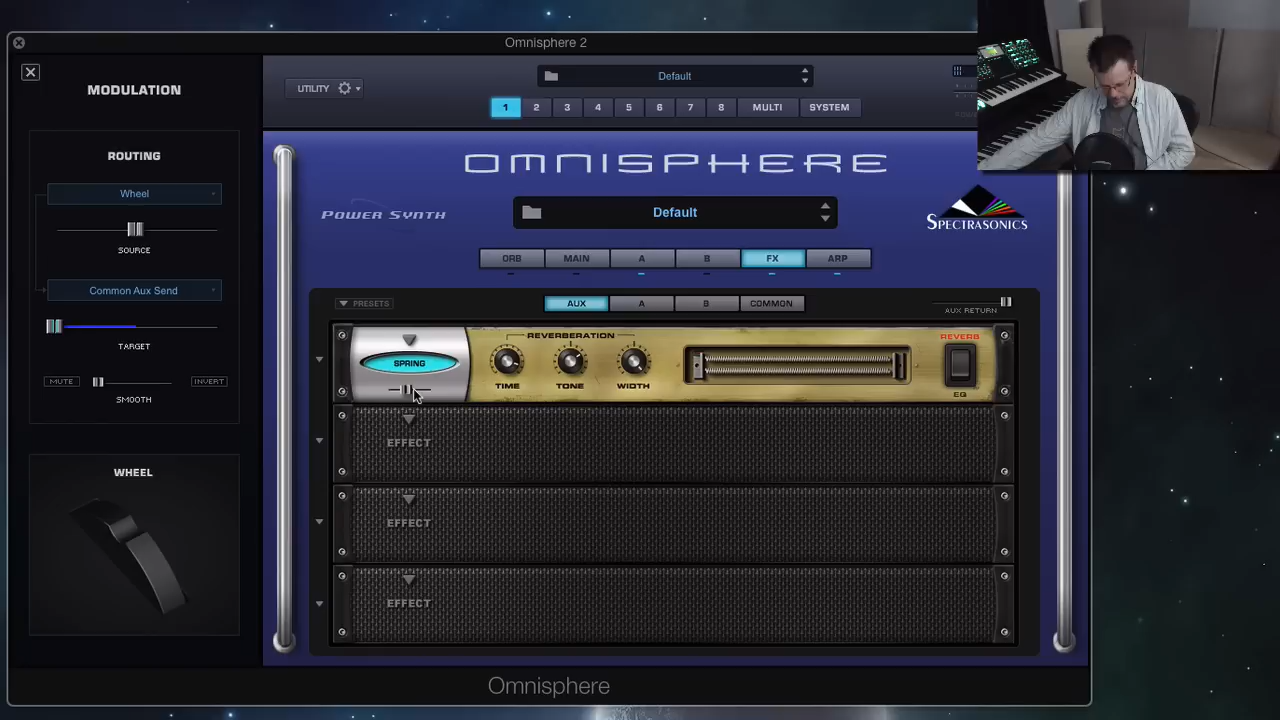 Omnisphere 2
MODULATION
ROUTING
Wheel
SOURCE
Common Aux Send
TARGET
MUTE
INVERT
SMOOTH
WHEEL
UTILITY
Default
1 2 3 4 5 6 7 8 MULTI SYSTEM
OMNISPHERE
POWER SYNTH
Default
SPECTRASONICS
ORB MAIN A B FX ARP
PRESETS
AUX A B COMMON
AUX RETURN
SPRING
REVERBERATION
TIME TONE WIDTH
REVERB
EQ
EFFECT
EFFECT
EFFECT
Omnisphere